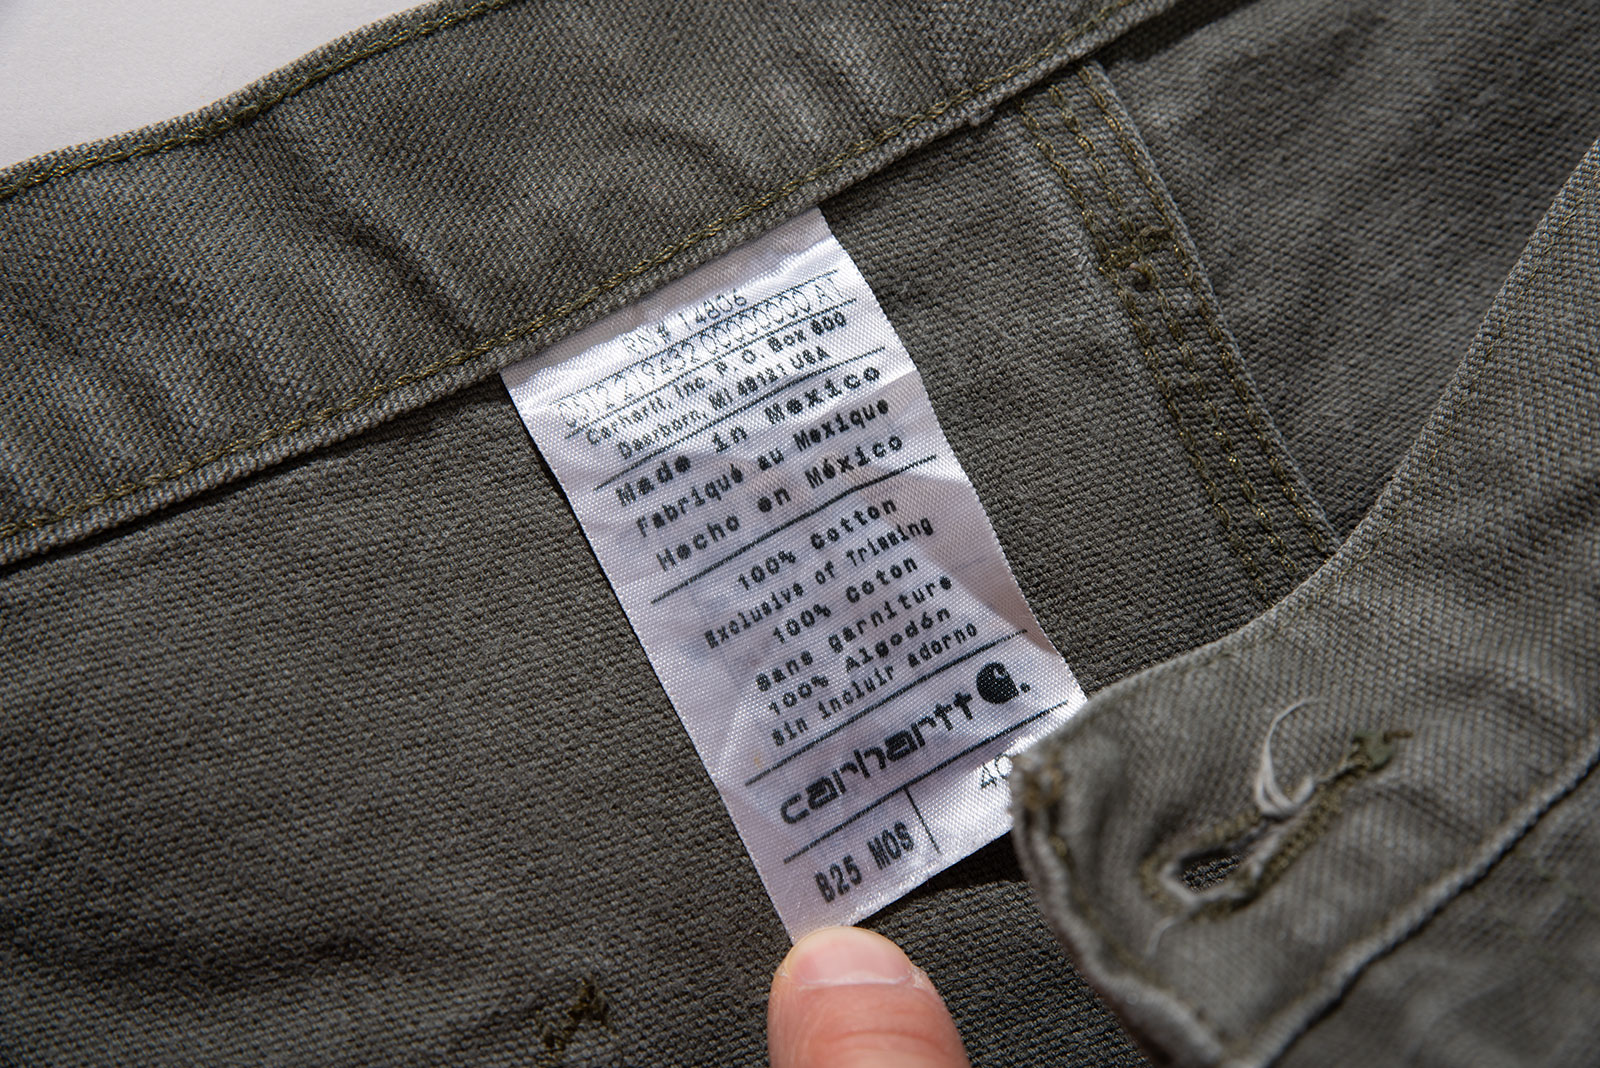 RN# 14806
Carhartt, Inc. P. O. Box 600
Dearborn, MI 48121 USA
Made in Mexico
Fabriqué au Mexique
Hecho en México
100% Cotton
Exclusive of Trimming
100% Coton
Sans garniture
100% Algodón
sin incluir adorno
carhartt
B25 MOS